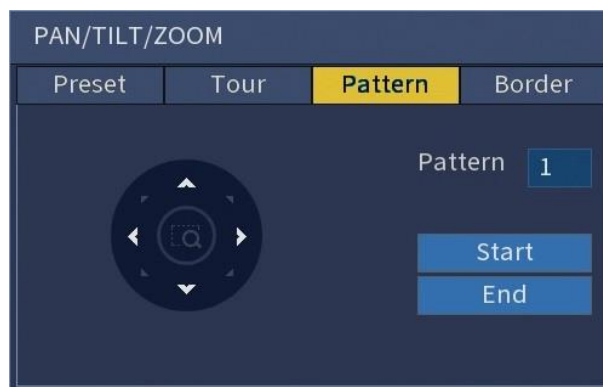 PAN/TILT/ZOOM
Preset Tour Pattern Border
Pattern 1
Start
End